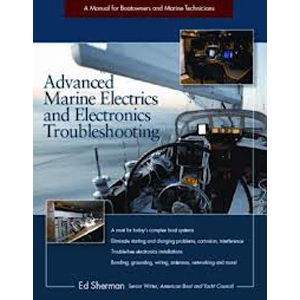 A Manual for Boatowners and Marine Technicians
Advanced
Marine Electrics
and Electronics
Troubleshooting
A must for today's complex boat systems
Eliminate starting and charging problems, corrosion, interference
Trouble-free electronics installations
Bonding, grounding, wiring, antennas, networking and more!
Ed Sherman Senior Writer, American Boat and Yacht Council